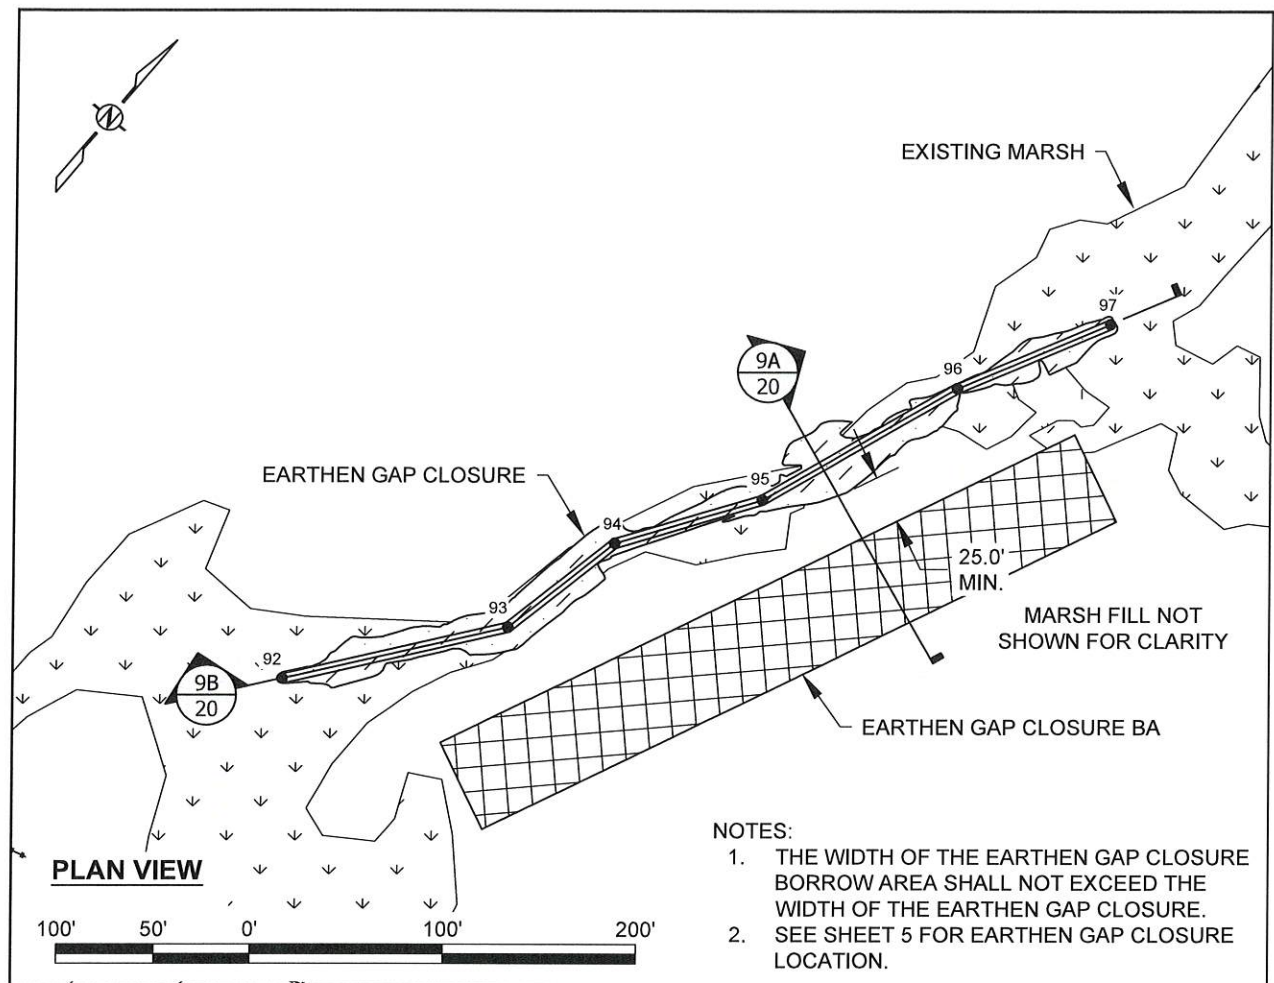 N
EXISTING MARSH
97
9A
20
96
EARTHEN GAP CLOSURE
95
94
25.0'
MIN.
93
MARSH FILL NOT
SHOWN FOR CLARITY
92
9B
20
EARTHEN GAP CLOSURE BA
PLAN VIEW
100' 50' 0' 100' 200'
NOTES:
1. THE WIDTH OF THE EARTHEN GAP CLOSURE
BORROW AREA SHALL NOT EXCEED THE
WIDTH OF THE EARTHEN GAP CLOSURE.
2. SEE SHEET 5 FOR EARTHEN GAP CLOSURE
LOCATION.